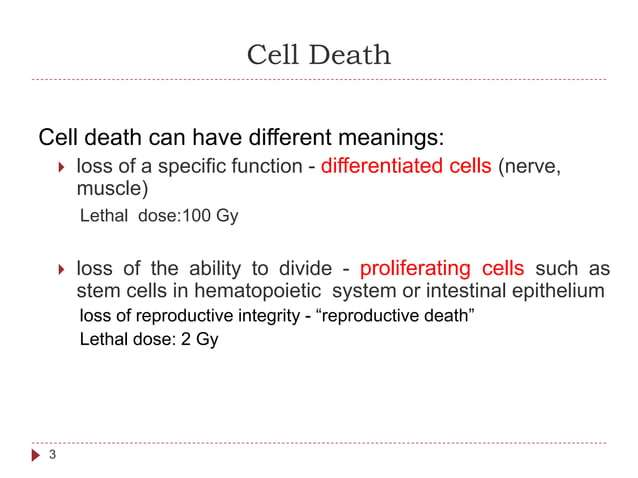 Cell Death
Cell death can have different meanings:
loss of a specific function - differentiated cells (nerve,
muscle)
Lethal dose:100 Gy
loss of the ability to divide - proliferating cells such as
stem cells in hematopoietic system or intestinal epithelium
loss of reproductive integrity - “reproductive death”
Lethal dose: 2 Gy
3